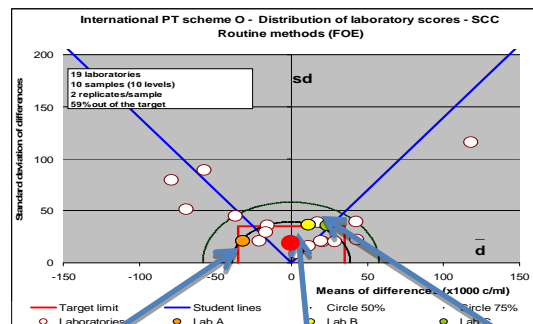 International PT scheme O - Distribution of laboratory scores - SCC
Routine methods (FOE)
Standard deviation of differences
200
150
100
50
0
19 laboratories
10 samples (10 levels)
2 replicates/sample
59%out of the target
sd
d
-150
-100
-50
0
50
100
150
Means of differences (x1000 c/ml)
Target limit
Student lines
Circle 50%
Circle 75%
Laboratories
Lab A
Lab B
Lab C